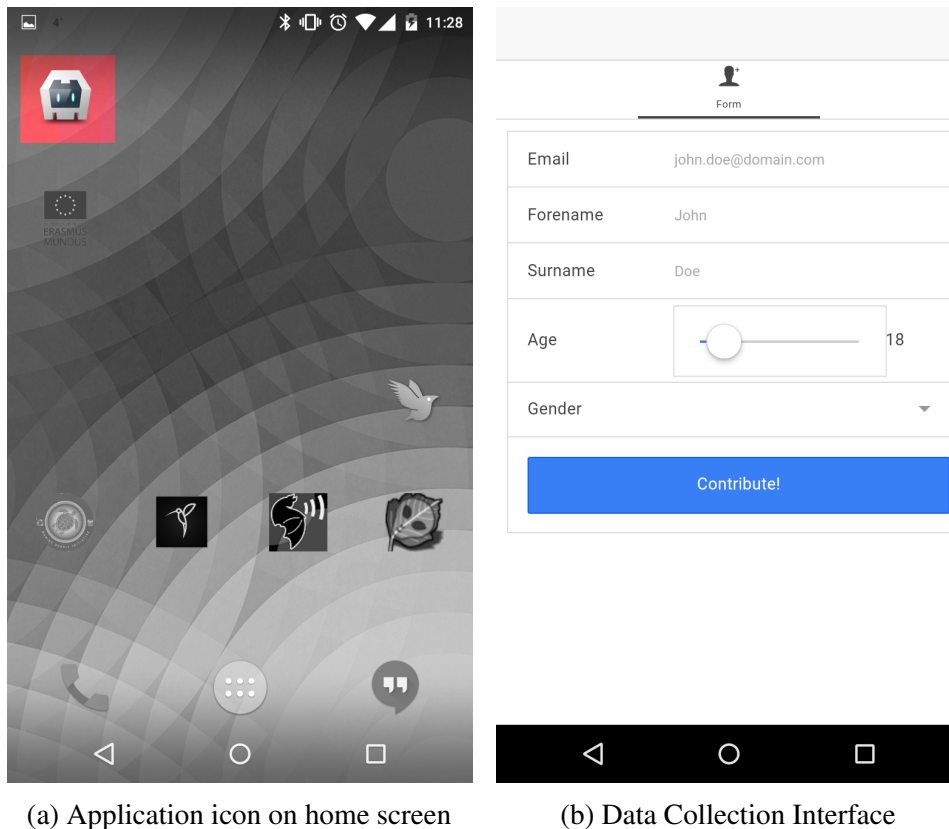 4°
11:28
ERASMUS
MUNDUS
(a) Application icon on home screen
Form
Email
john.doe@domain.com
Forename
John
Surname
Doe
Age
18
Gender
Contribute!
(b) Data Collection Interface